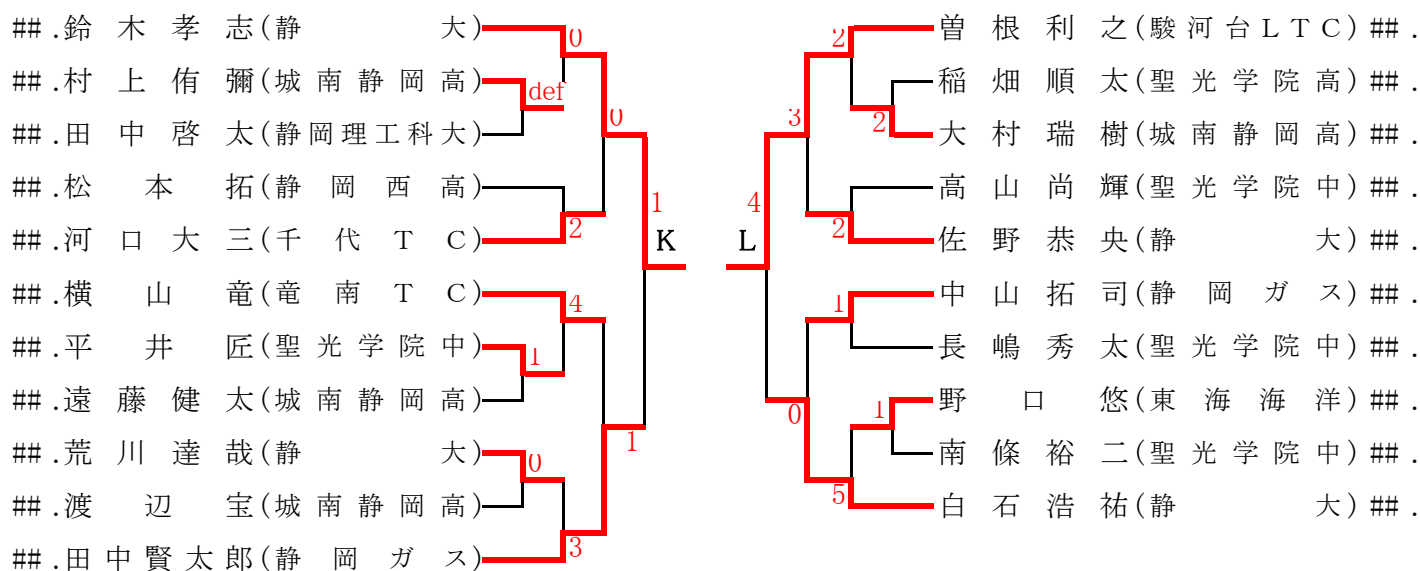 ##.鈴木孝志(静大)
0
2
曽根利之(駿河台LTC)##.
##.村上侑彌(城南静岡高)
def
稲畑順太(聖光学院高)##.
##.田中啓太(静岡理工科大)
0
3
2
大村瑞樹(城南静岡高)##.
##.松本拓(静岡西高)
1
4
高山尚輝(聖光学院中)##.
##.河口大三(千代TC)
2
K
L
2
佐野恭央(静大)##.
##.横山竜(竜南TC)
4
1
中山拓司(静岡ガス)##.
##.平井匠(聖光学院中)
1
長嶋秀太(聖光学院中)##.
##.遠藤健太(城南静岡高)
0
1
野口悠(東海海洋)##.
##.荒川達哉(静大)
0
1
南條裕二(聖光学院中)##.
##.渡辺宝(城南静岡高)
5
白石浩祐(静大)##.
##.田中賢太郎(静岡ガス)
3